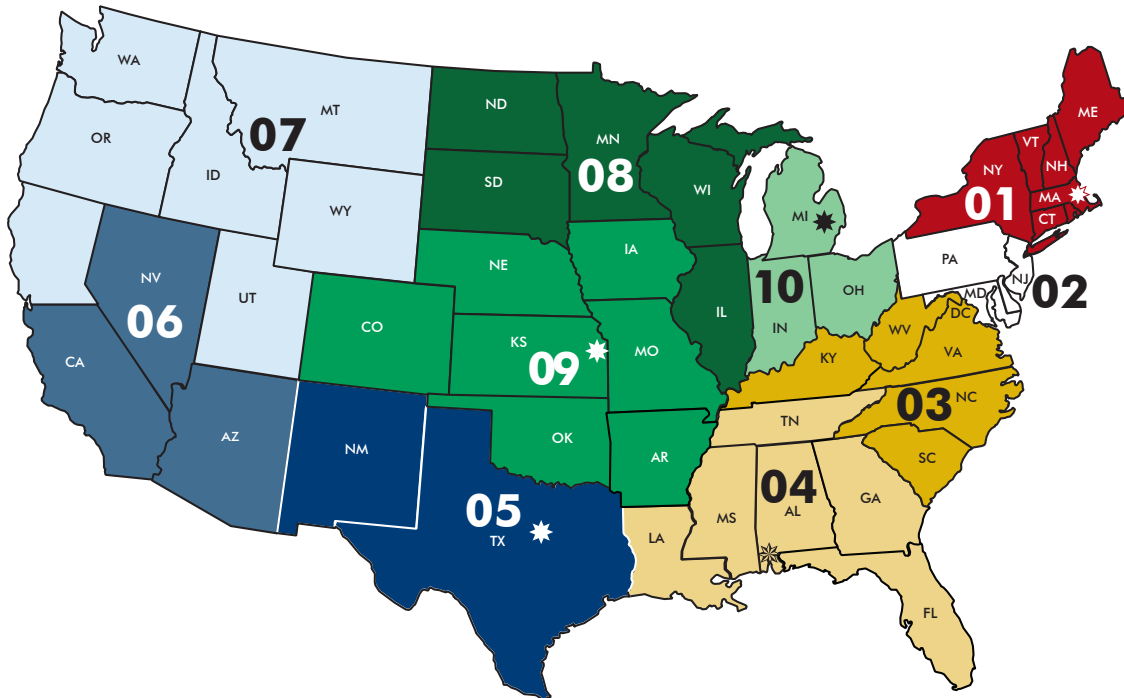 WA
MT
ND
MN
ME
OR
07
VT
NH
NY
ID
SD
08
WI
MA
01
CT
WY
MI
PA
NJ
NE
IA
MD
02
NV
UT
10
OH
DC
06
CO
IL
IN
WV
KS
MO
VA
CA
09
KY
NC
03
AZ
NM
OK
AR
TN
SC
04
GA
05
TX
MS
AL
LA
FL